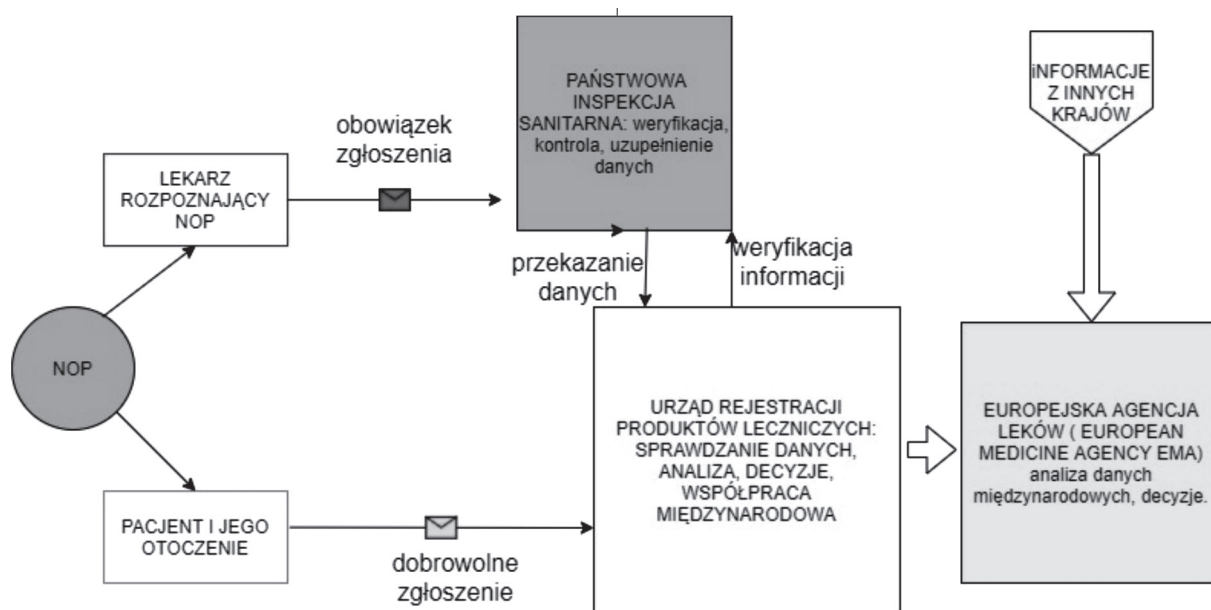 PAŃSTWOWA
INSPEKCJA
SANITARNA: weryfikacja,
kontrola, uzupełnienie
danych
iNFORMACJE
Z INNYCH
KRAJÓW
obowiązek
zgłoszenia
LEKARZ
ROZPOZNAJĄCY
NOP
przekazanie
danych
weryfikacja
informacji
NOP
URZĄD REJESTRACJI
PRODUKTÓW LECZNICZYCH:
SPRAWDZANIE DANYCH,
ANALIZA, DECYZJE,
WSPÓŁPRACA
MIĘDZYNARODOWA
EUROPEJSKA AGENCJA
LEKÓW ( EUROPEAN
MEDICINE AGENCY EMA)
analiza danych
międzynarodowych, decyzje.
PACJENT I JEGO
OTOCZENIE
dobrowolne
zgłoszenie